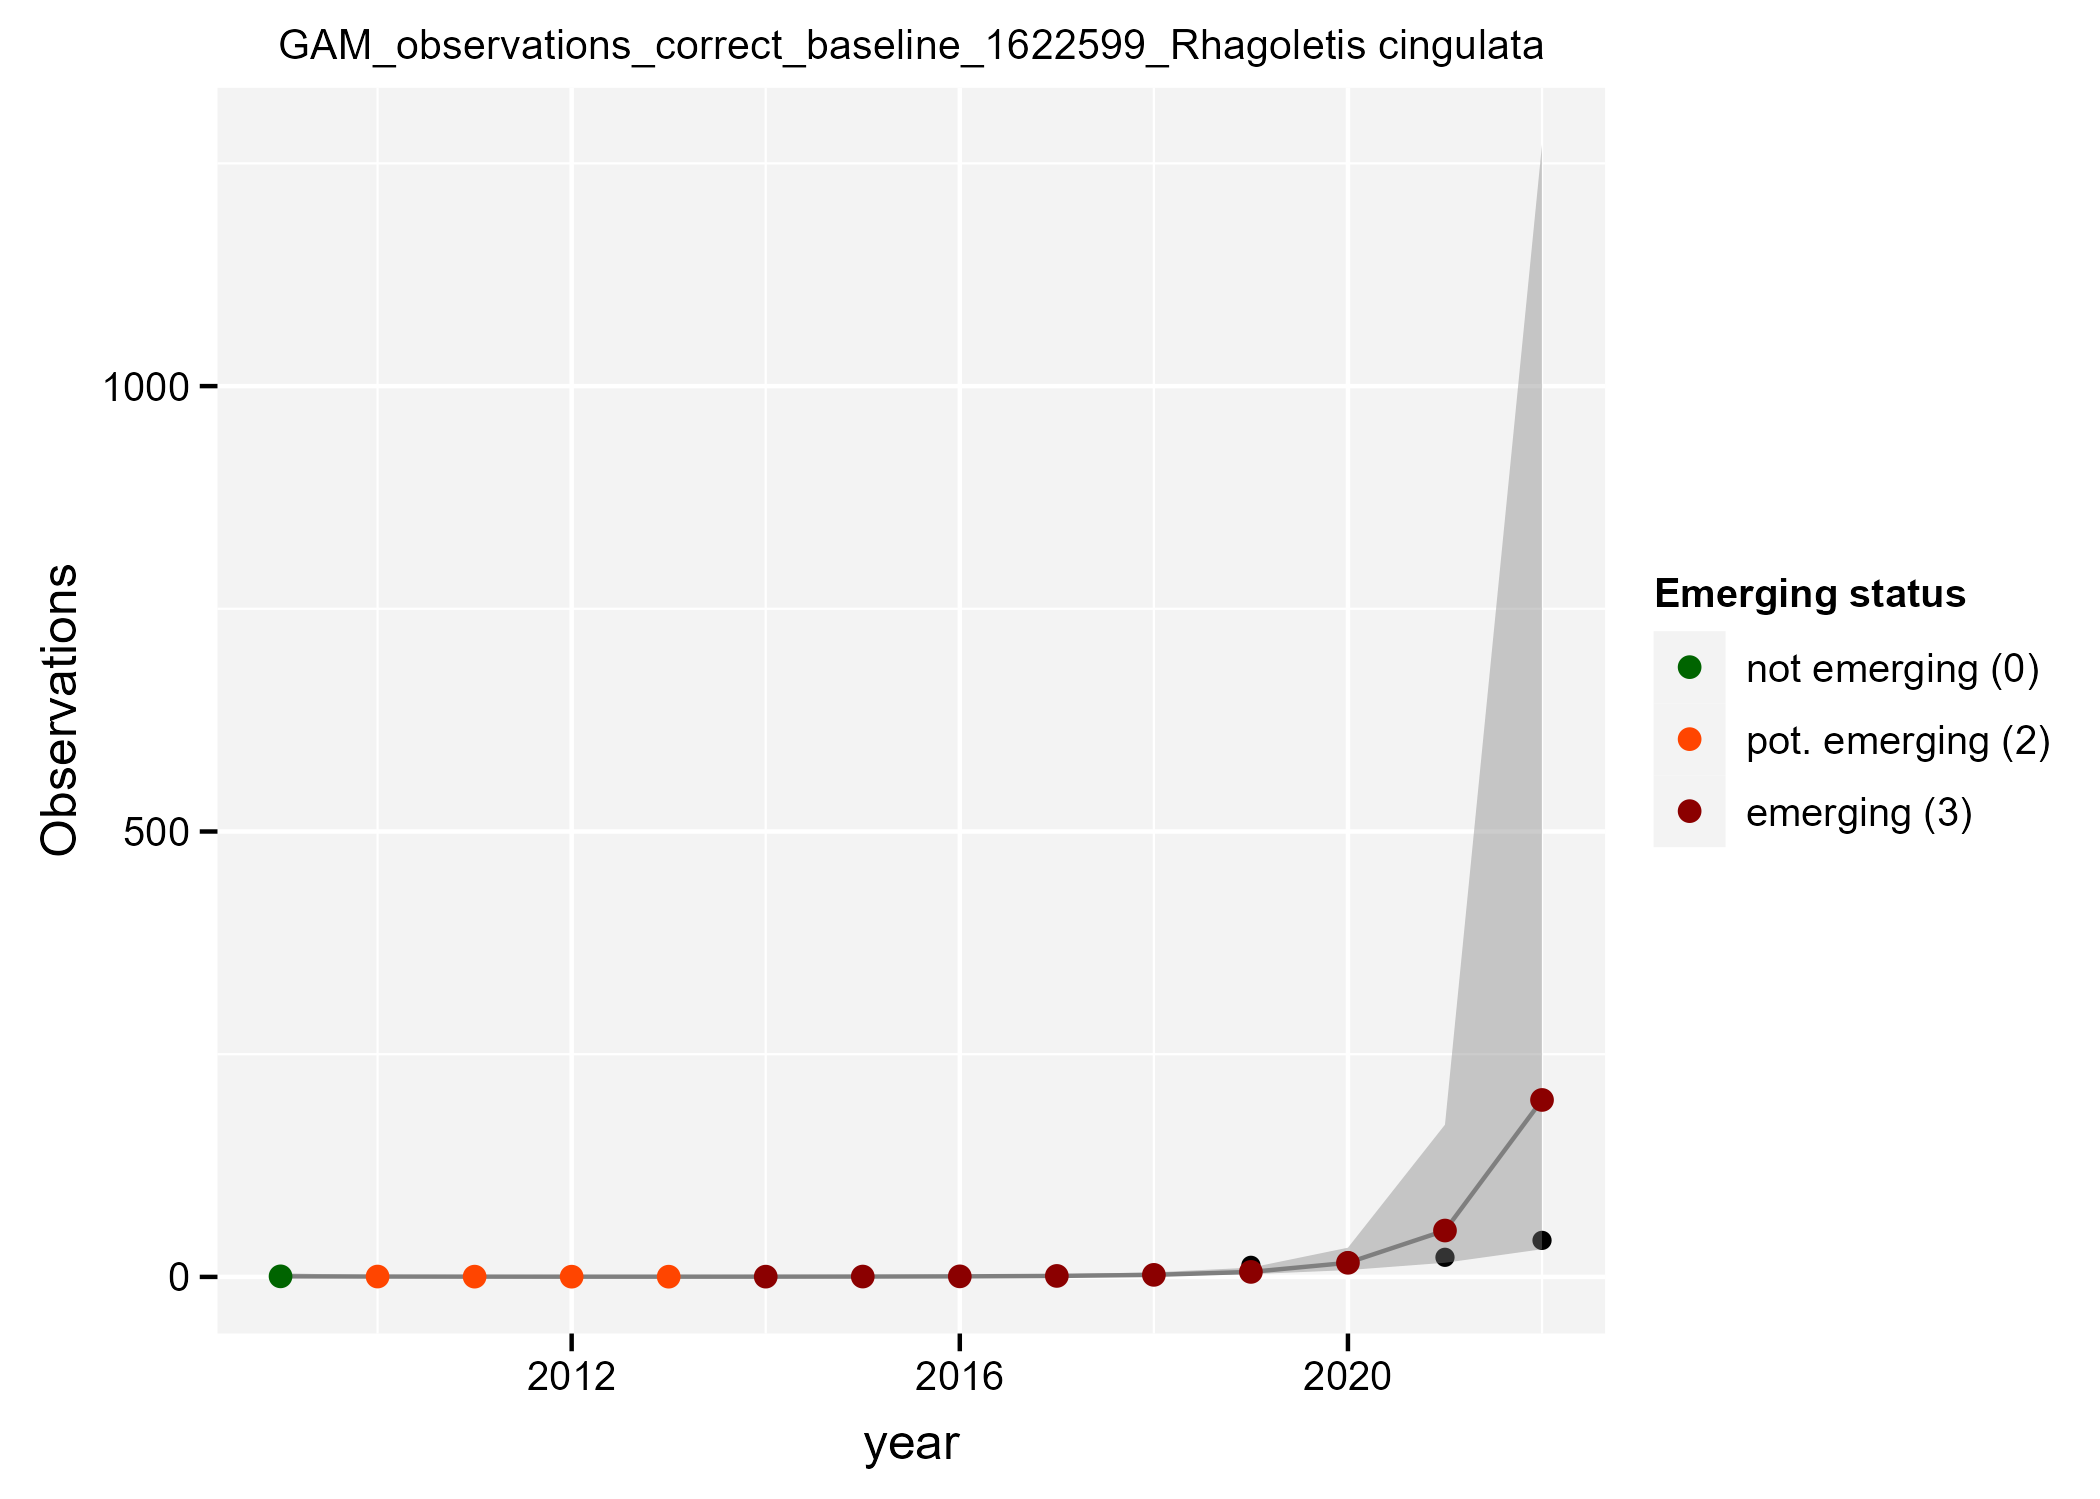 GAM_observations_correct_baseline_1622599_Rhagoletis cingulata
Observations
1000
500
0
2012
2016
2020
year
Emerging status
not emerging (0)
pot. emerging (2)
emerging (3)